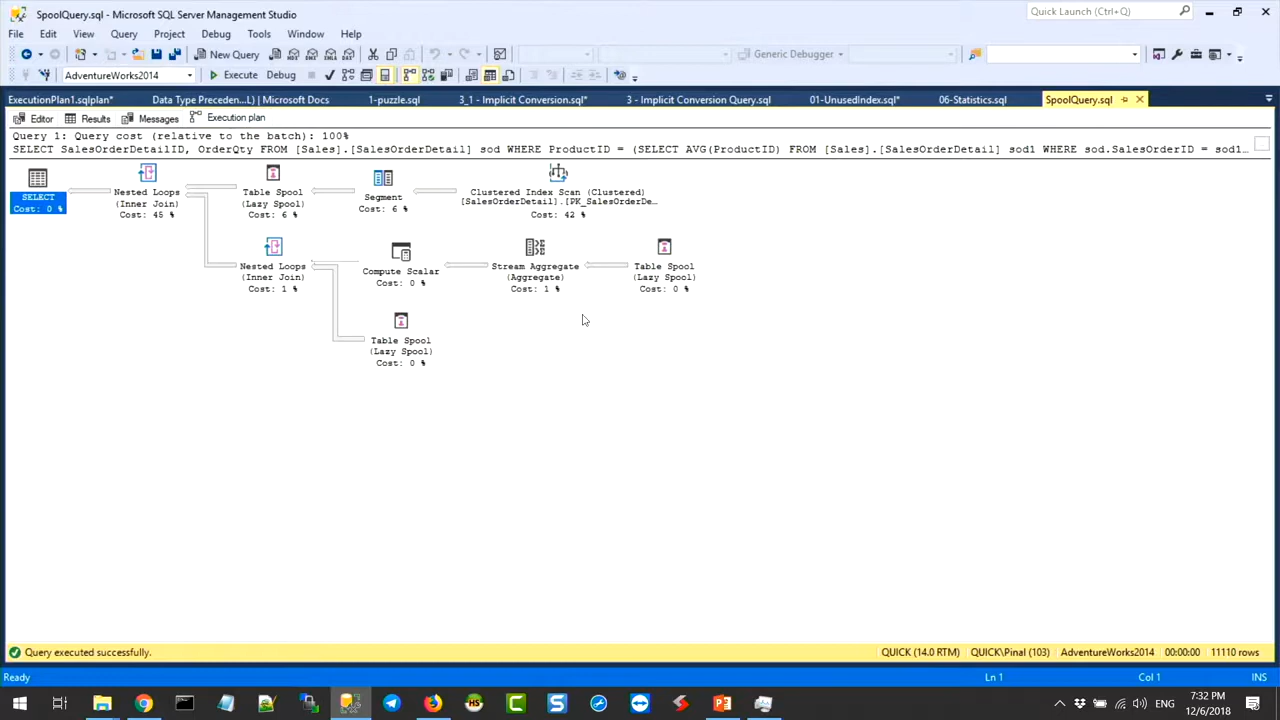 SpoolQuery.sql - Microsoft SQL Server Management Studio
Quick Launch (Ctrl+Q)
File Edit View Query Project Debug Tools Window Help
New Query
Generic Debugger
AdventureWorks2014
Execute Debug
ExecutionPlan1.sqlplan*
Data Type Preceden...L) | Microsoft Docs
1-puzzle.sql
3_1 - Implicit Conversion.sql*
3 - Implicit Conversion Query.sql
01-UnusedIndex.sql*
06-Statistics.sql
SpoolQuery.sql
Editor Results Messages Execution plan
Query 1: Query cost (relative to the batch): 100%
SELECT SalesOrderDetailID, OrderQty FROM [Sales].[SalesOrderDetail] sod WHERE ProductID = (SELECT AVG(ProductID) FROM [Sales].[SalesOrderDetail] sod1 WHERE sod.SalesOrderID = sod1...
SELECT
Cost: 0 %
Nested Loops
(Inner Join)
Cost: 45 %
Table Spool
(Lazy Spool)
Cost: 6 %
Segment
Cost: 6 %
Clustered Index Scan (Clustered)
[SalesOrderDetail].[PK_SalesOrderDe...
Cost: 42 %
Nested Loops
(Inner Join)
Cost: 1 %
Compute Scalar
Cost: 0 %
Stream Aggregate
(Aggregate)
Cost: 1 %
Table Spool
(Lazy Spool)
Cost: 0 %
Table Spool
(Lazy Spool)
Cost: 0 %
Query executed successfully.
QUICK (14.0 RTM)
QUICK\Pinal (103)
AdventureWorks2014
00:00:00
11110 rows
Ready
Ln 1
Col 1
INS
ENG
7:32 PM
12/6/2018